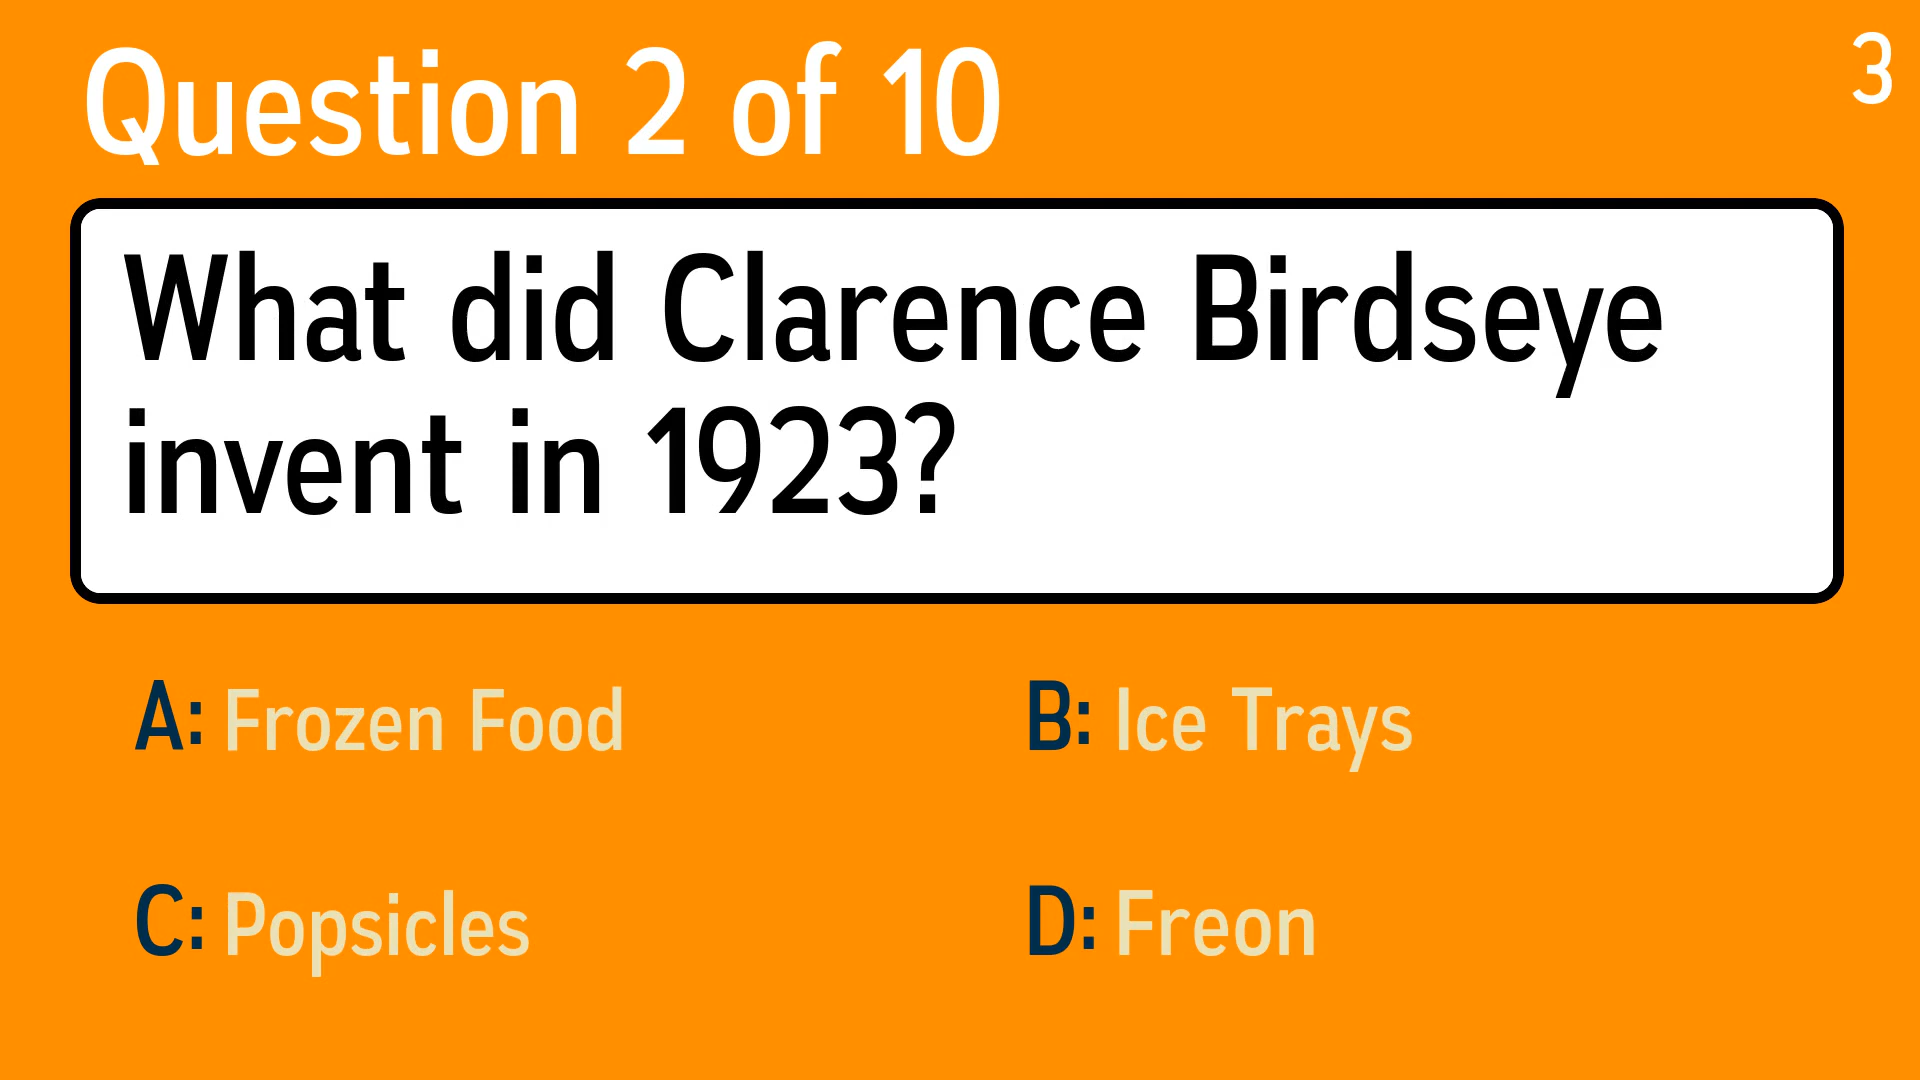 Question 2 of 10
3
What did Clarence Birdseye
invent in 1923?
A: Frozen Food
B: Ice Trays
C: Popsicles
D: Freon